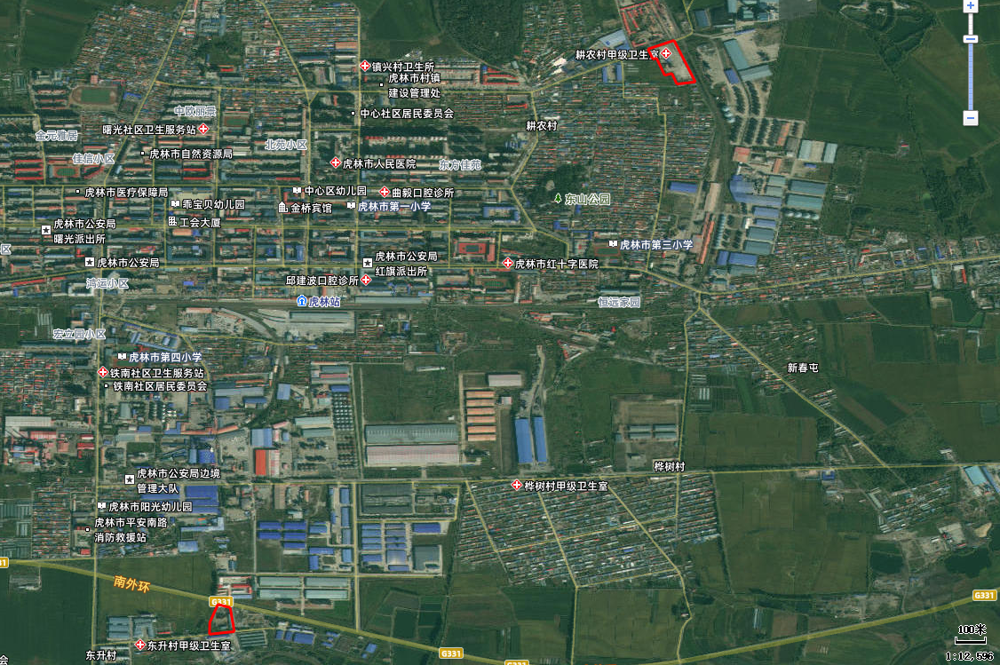 耕农村甲级卫生室
镇兴村卫生所
虎林市村镇
建设管理处
中欧丽景
中心社区居民委员会
曙光社区卫生服务站
耕农村
金元雅居
北苑小区
佳信小区
虎林市自然资源局
虎林市人民医院
东方佳苑
虎林市医疗保障局
中心区幼儿园
曲毅口腔诊所
乖宝贝幼儿园
金桥宾馆
虎林市第一小学
东山公园
虎林市公安局
曙光派出所
工会大厦
区
虎林市第三小学
虎林市公安局
虎林市公安局
红旗派出所
虎林市红十字医院
鸿运小区
邱建波口腔诊所
虎林站
恒远家园
宏立园小区
虎林市第四小学
新春屯
铁南社区卫生服务站
铁南社区居民委员会
桦树村
虎林市公安局边境
管理大队
桦树村甲级卫生室
虎林市阳光幼儿园
虎林市平安南路
消防救援站
31
南外环
G331
G331
100米
东升村甲级卫生室
东升村
G331
G331
1:12,596
会